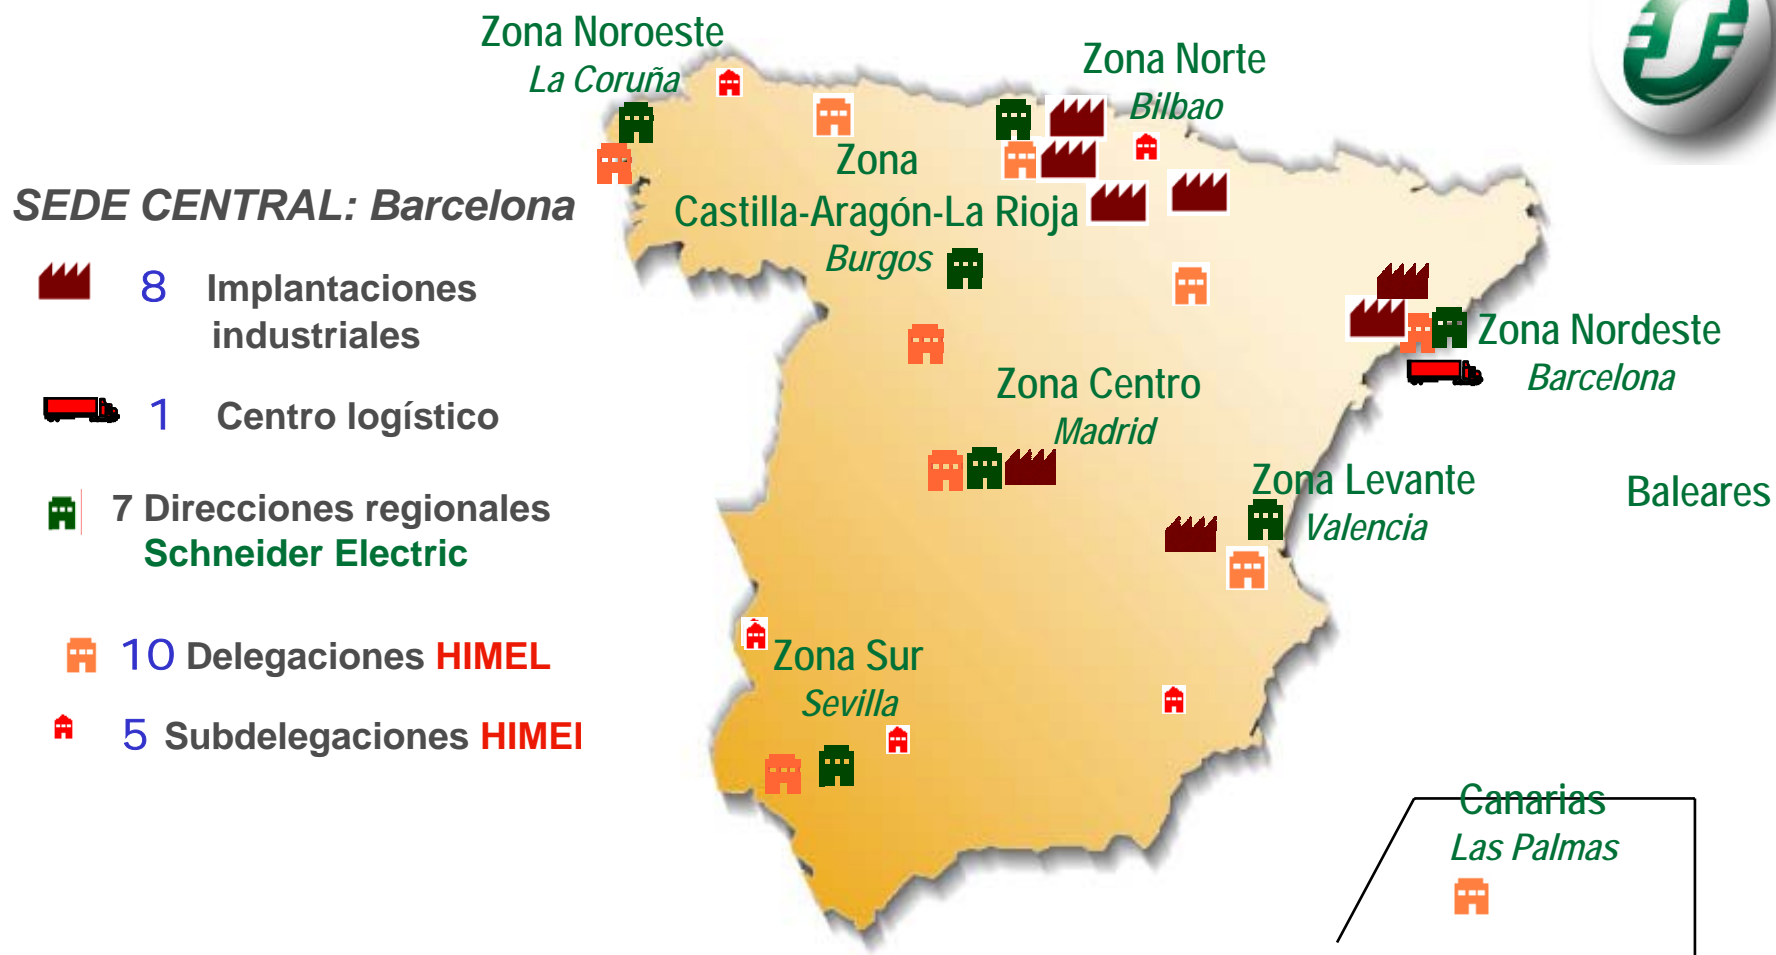 Zona Noroeste
La Coruña
Zona Norte
Bilbao
Zona
Castilla-Aragón-La Rioja
Burgos
SEDE CENTRAL: Barcelona
8 Implantaciones
industriales
1 Centro logístico
7 Direcciones regionales
Schneider Electric
10 Delegaciones HIMEL
5 Subdelegaciones HIMEI
Zona Nordeste
Barcelona
Zona Centro
Madrid
Zona Levante
Valencia
Baleares
Zona Sur
Sevilla
Canarias
Las Palmas